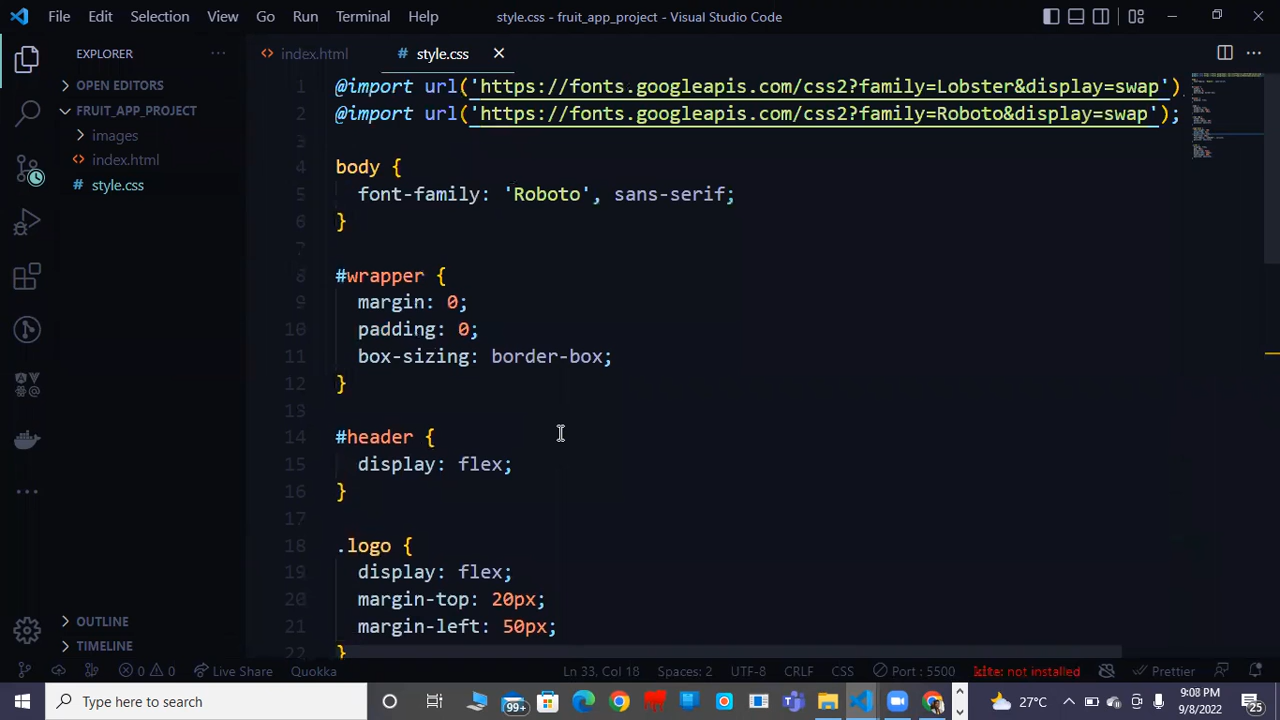 File Edit Selection View Go Run Terminal Help
style.css - fruit_app_project - Visual Studio Code
EXPLORER
OPEN EDITORS
FRUIT_APP_PROJECT
images
index.html
style.css
OUTLINE
TIMELINE
index.html
style.css
1 @import url('https://fonts.googleapis.com/css2?family=Lobster&display=swap')
2 @import url('https://fonts.googleapis.com/css2?family=Roboto&display=swap');
3
4 body {
5 font-family: 'Roboto', sans-serif;
6 }
7
8 #wrapper {
9 margin: 0;
10 padding: 0;
11 box-sizing: border-box;
12 }
13
14 #header {
15 display: flex;
16 }
17
18 .logo {
19 display: flex;
20 margin-top: 20px;
21 margin-left: 50px;
22 }
0 0 Live Share Quokka Ln 33, Col 18 Spaces: 2 UTF-8 CRLF CSS Port : 5500 kite: not installed Prettier
Type here to search
99+
27°C
9:08 PM
9/8/2022
25